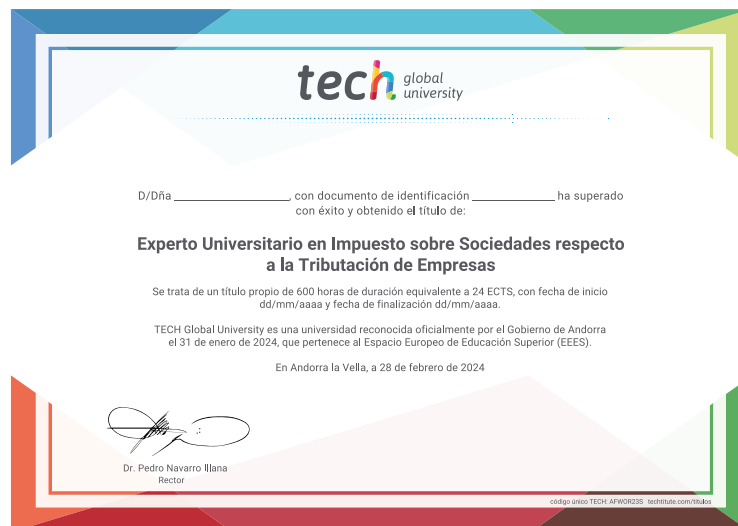 tech global university
D/Dña ____________________, con documento de identificación ______________ ha superado
con éxito y obtenido el título de:
Experto Universitario en Impuesto sobre Sociedades respecto
a la Tributación de Empresas
Se trata de un título propio de 600 horas de duración equivalente a 24 ECTS, con fecha de inicio
dd/mm/aaaa y fecha de finalización dd/mm/aaaa.
TECH Global University es una universidad reconocida oficialmente por el Gobierno de Andorra
el 31 de enero de 2024, que pertenece al Espacio Europeo de Educación Superior (EEES).
En Andorra la Vella, a 28 de febrero de 2024
Dr. Pedro Navarro Illana
Rector
código único TECH: AFWOR23S techtitute.com/titulos